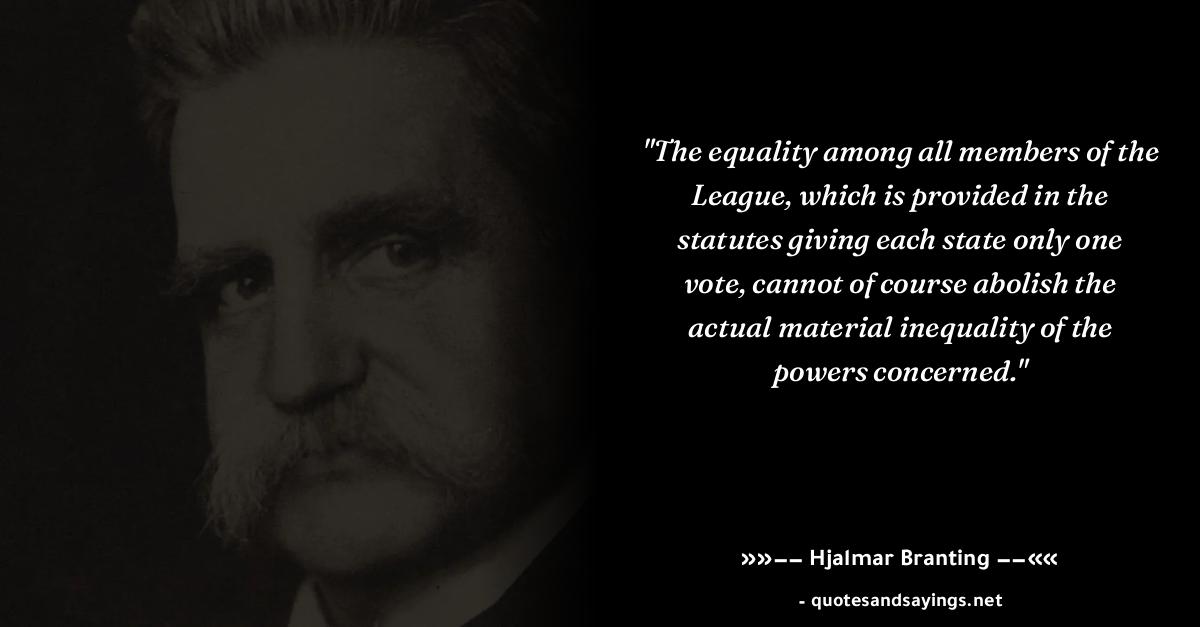 "The equality among all members of the
League, which is provided in the
statutes giving each state only one
vote, cannot of course abolish the
actual material inequality of the
powers concerned."
»»–– Hjalmar Branting ––««
- quotesandsayings.net